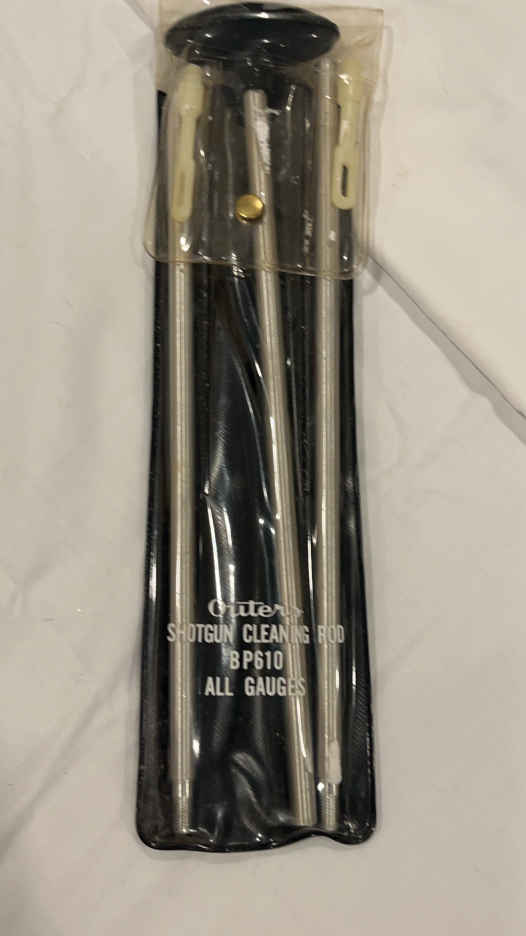 Outers
SHOTGUN CLEANING ROD
BP610
ALL GAUGES